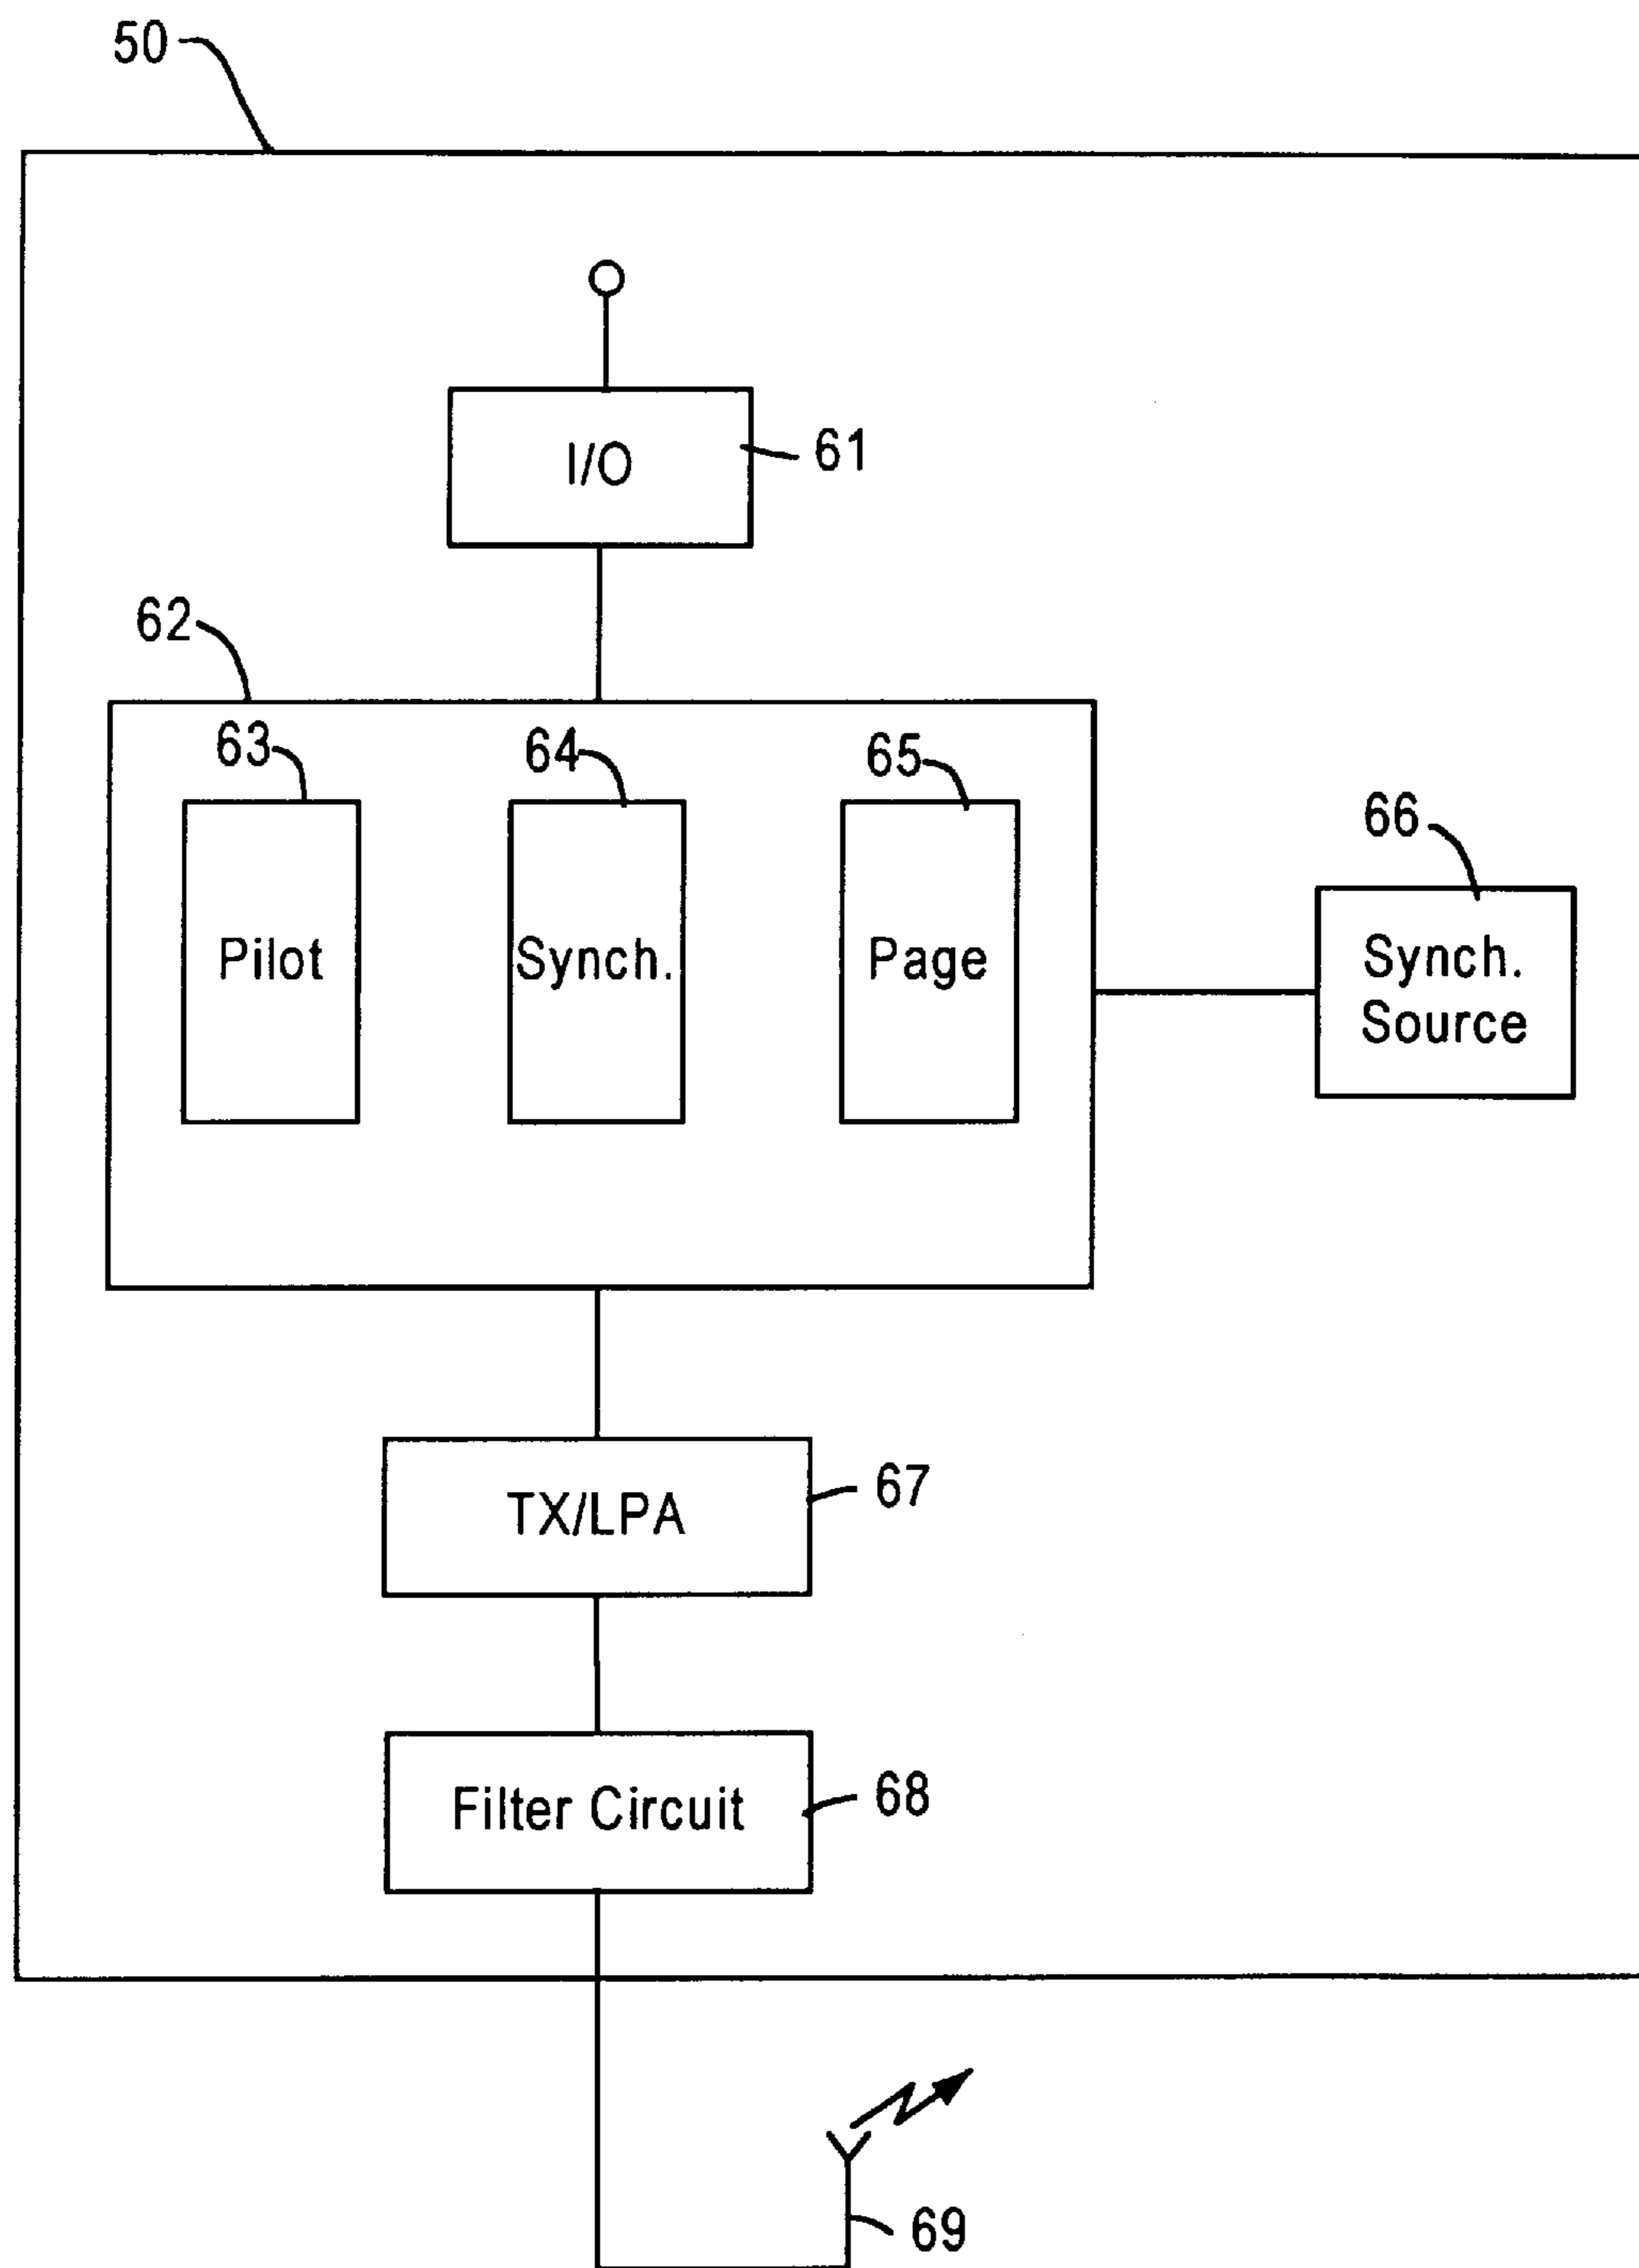 50
I/O
61
62
63
64
65
66
Pilot
Synch.
Page
Synch.
Source
TX/LPA
67
Filter Circuit
68
69